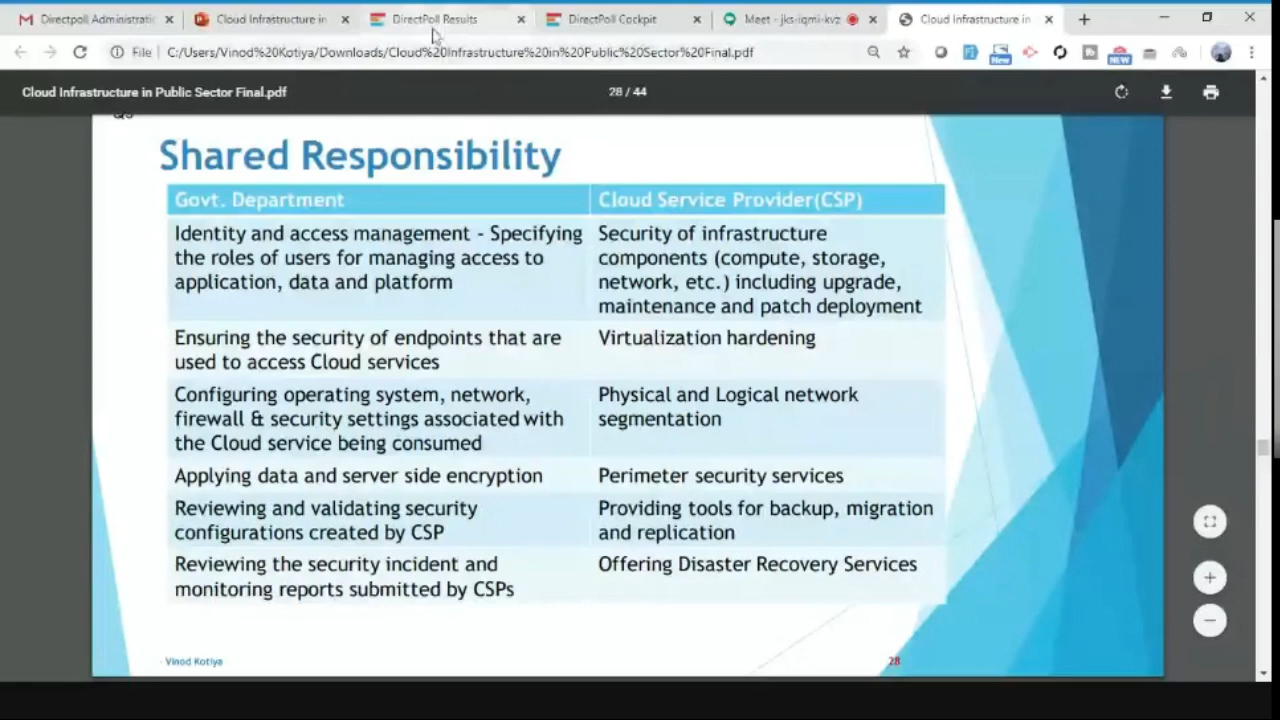 Directpoll Administratic
Cloud Infrastructure in
DirectPoll Results
DirectPoll Cockpit
Meet - jks-iqmi-kvz
Cloud Infrastructure in
File
C:/Users/Vinod%20Kotiya/Downloads/Cloud%20Infrastructure%20in%20Public%20Sector%20Final.pdf
New
NEW
Cloud Infrastructure in Public Sector Final.pdf
28 / 44
Shared Responsibility
Govt. Department
Cloud Service Provider(CSP)
Identity and access management - Specifying
the roles of users for managing access to
application, data and platform
Security of infrastructure
components (compute, storage,
network, etc.) including upgrade,
maintenance and patch deployment
Ensuring the security of endpoints that are
used to access Cloud services
Virtualization hardening
Configuring operating system, network,
firewall & security settings associated with
the Cloud service being consumed
Physical and Logical network
segmentation
Applying data and server side encryption
Perimeter security services
Reviewing and validating security
configurations created by CSP
Providing tools for backup, migration
and replication
Reviewing the security incident and
monitoring reports submitted by CSPs
Offering Disaster Recovery Services
Vinod Kotiya
28